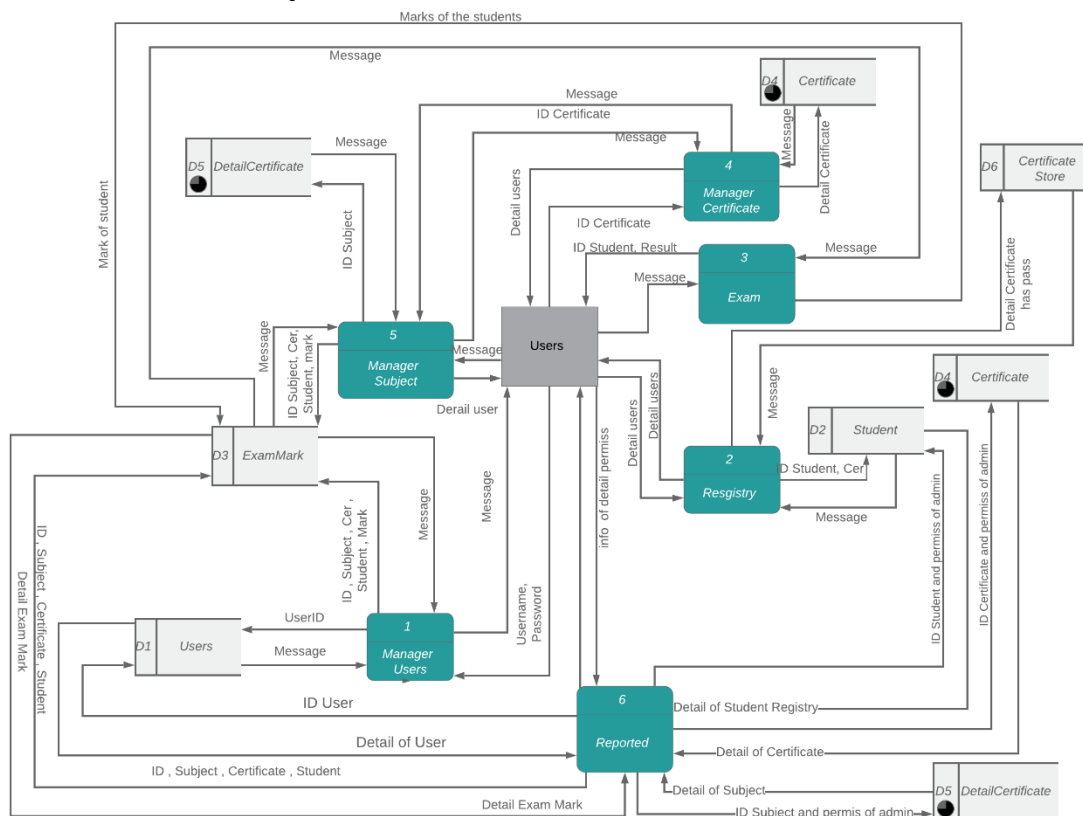 Marks of the students
Message
Message
ID Certificate
Message
D4
Certificate
Message
Detail Certificate
D5
DetailCertificate
Message
ID Subject
4
Manager
Certificate
Detail users
ID Certificate
D6
Certificate
Store
Mark of student
ID Student, Result
Message
3
Exam
Message
Detail Certificate
has pass
Users
Message
5
Manager
Subject
Derail user
Message
ID Subject, Cer,
Student, mark
Detail users
Detail users
info of detail permiss
Message
D4
Certificate
D2
Student
2
Resgistry
ID Student, Cer
Message
D3
ExamMark
Message
Message
ID , Subject , Cer ,
Student , Mark
Username,
Password
ID , Subject , Certificate , Student
Detail Exam Mark
ID Student and permiss of admin
ID Certificate and permiss of admin
D1
Users
UserID
Message
1
Manager
Users
ID User
Detail of User
ID , Subject , Certificate , Student
Detail Exam Mark
6
Reported
Detail of Student Registry
Detail of Certificate
Detail of Subject
ID Subject and permis of admin
D5
DetailCertificate